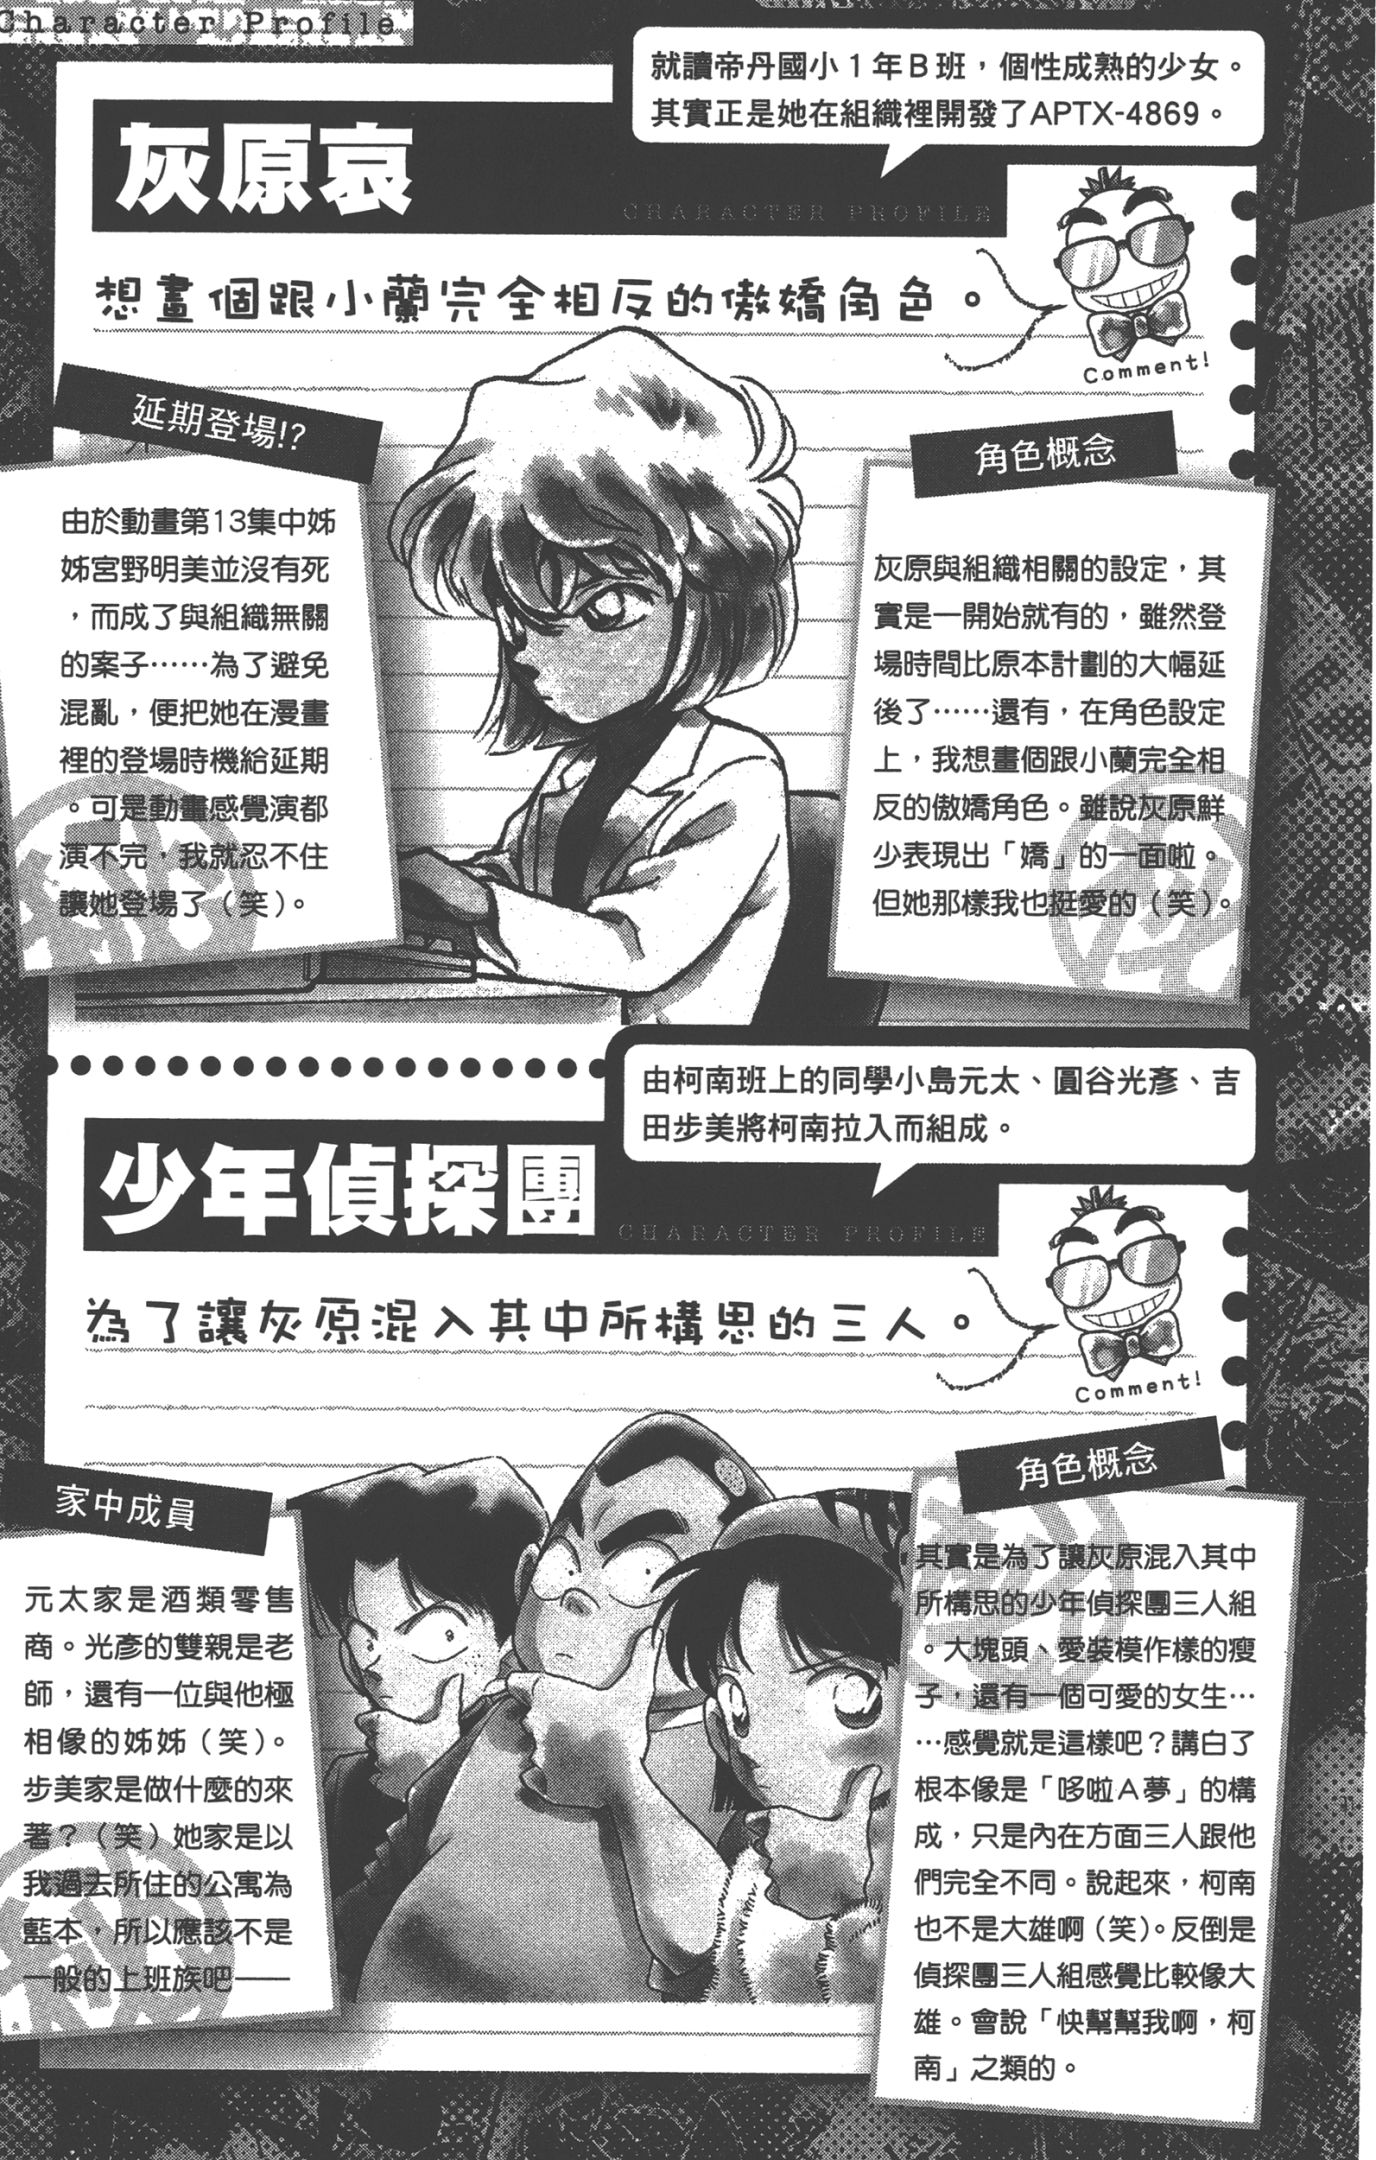 Character Profile
就讀帝丹國小1年B班，個性成熟的少女。
其實正是她在組織裡開發了APTX-4869。
灰原哀
CHARACTER PROFILE
想畫個跟小蘭完全相反的傲嬌角色。
Comment!
延期登場!?
由於動畫第13集中姊
姊宮野明美並沒有死
，而成了與組織無關
的案子……為了避免
混亂，便把她在漫畫
裡的登場時機給延期
。可是動畫感覺演都
演不完，我就忍不住
讓她登場了（笑）。
角色概念
灰原與組織相關的設定，其
實是一開始就有的，雖然登
場時間比原本計劃的大幅延
後了……還有，在角色設定
上，我想畫個跟小蘭完全相
反的傲嬌角色。雖說灰原鮮
少表現出「嬌」的一面啦。
但她那樣我也挺愛的（笑）。
由柯南班上的同學小島元太、圓谷光彥、吉
田步美將柯南拉入而組成。
少年偵探團
CHARACTER PROFILE
為了讓灰原混入其中所構思的三人。
Comment!
家中成員
元太家是酒類零售
商。光彥的雙親是老
師，還有一位與他極
相像的姊姊（笑）。
步美家是做什麼的來
著？（笑）她家是以
我過去所住的公寓為
藍本，所以應該不是
一般的上班族吧——
角色概念
其實是為了讓灰原混入其中
所構思的少年偵探團三人組
。大塊頭、愛裝模作樣的瘦
子，還有一個可愛的女生…
…感覺就是這樣吧？講白了
根本像是「哆啦A夢」的構
成，只是內在方面三人跟他
們完全不同。說起來，柯南
也不是大雄啊（笑）。反倒是
偵探團三人組感覺比較像大
雄。會說「快幫幫我啊，柯
南」之類的。